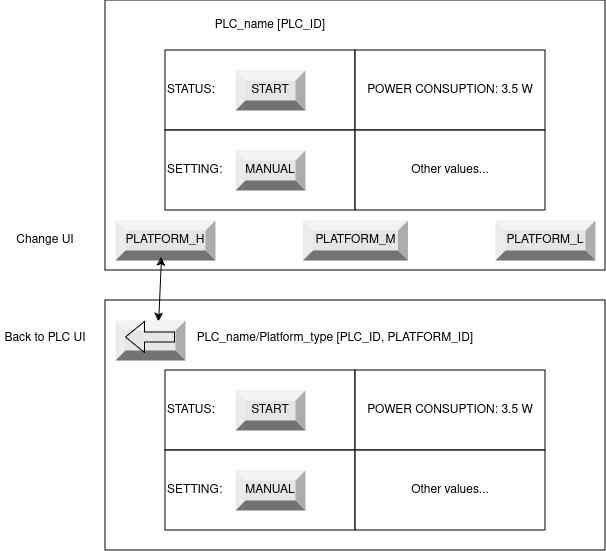 PLC_name [PLC_ID]
STATUS: START POWER CONSUPTION: 3.5 W
SETTING: MANUAL Other values...
Change UI PLATFORM_H PLATFORM_M PLATFORM_L
Back to PLC UI PLC_name/Platform_type [PLC_ID, PLATFORM_ID]
STATUS: START POWER CONSUPTION: 3.5 W
SETTING: MANUAL Other values...